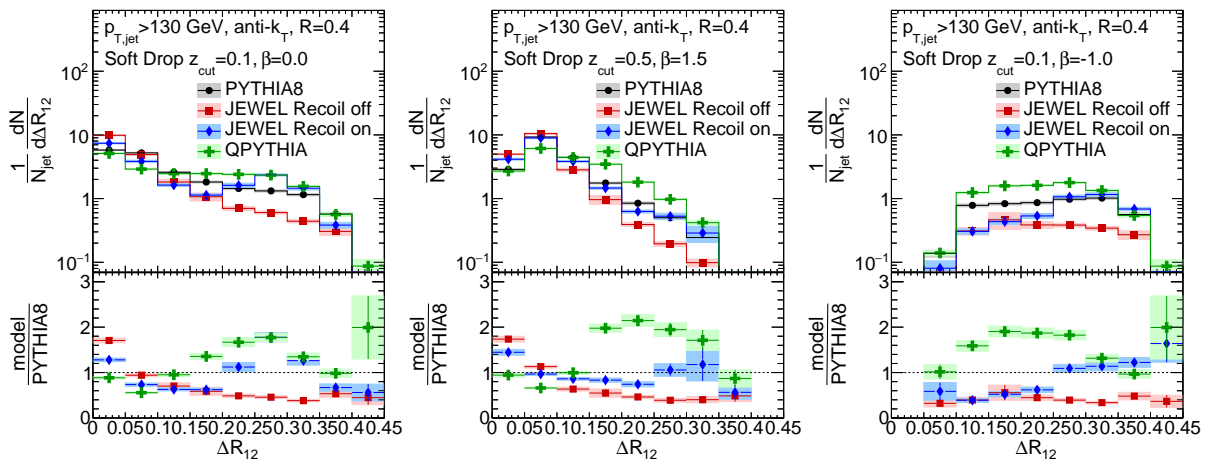 p_T,jet>130 GeV, anti-k_T, R=0.4
Soft Drop z_cut=0.1, β=0.0
PYTHIA8
JEWEL Recoil off
JEWEL Recoil on
QPYTHIA
10²
10
1
10⁻¹
1/N_jet dN/dΔR_12
3
2
1
0
model/PYTHIA8
0 0.05 0.1 0.15 0.2 0.25 0.3 0.35 0.4 0.45
ΔR_12
p_T,jet>130 GeV, anti-k_T, R=0.4
Soft Drop z_cut=0.5, β=1.5
PYTHIA8
JEWEL Recoil off
JEWEL Recoil on
QPYTHIA
10²
10
1
10⁻¹
1/N_jet dN/dΔR_12
3
2
1
0
model/PYTHIA8
0 0.05 0.1 0.15 0.2 0.25 0.3 0.35 0.4 0.45
ΔR_12
p_T,jet>130 GeV, anti-k_T, R=0.4
Soft Drop z_cut=0.1, β=-1.0
PYTHIA8
JEWEL Recoil off
JEWEL Recoil on
QPYTHIA
10²
10
1
10⁻¹
1/N_jet dN/dΔR_12
3
2
1
0
model/PYTHIA8
0 0.05 0.1 0.15 0.2 0.25 0.3 0.35 0.4 0.45
ΔR_12